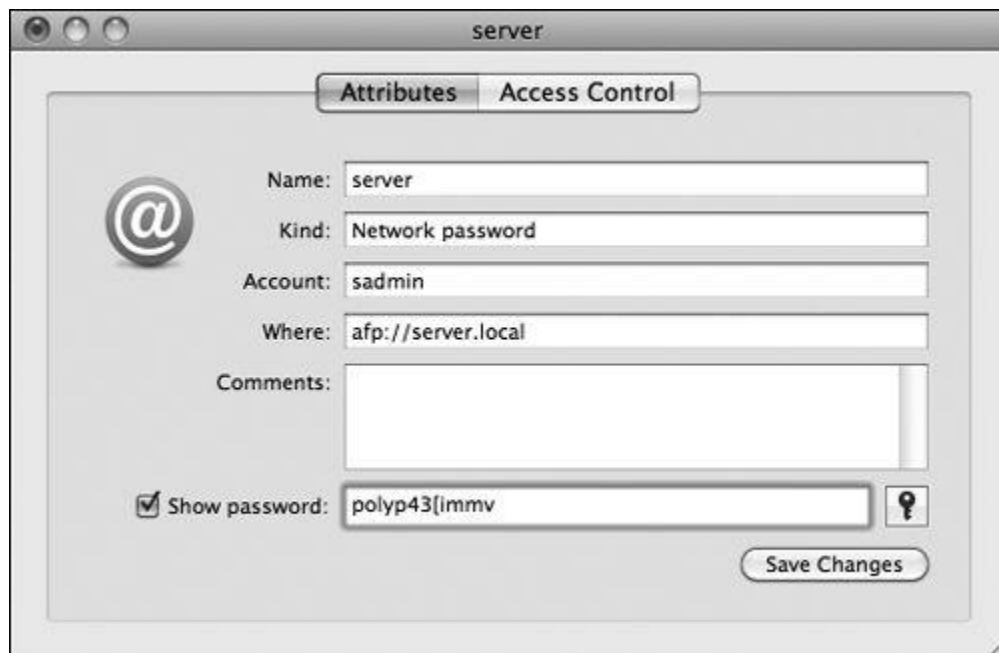 server
Attributes Access Control
Name: server
Kind: Network password
Account: sadmin
Where: afp://server.local
Comments:
Show password: polyp43[immv
Save Changes